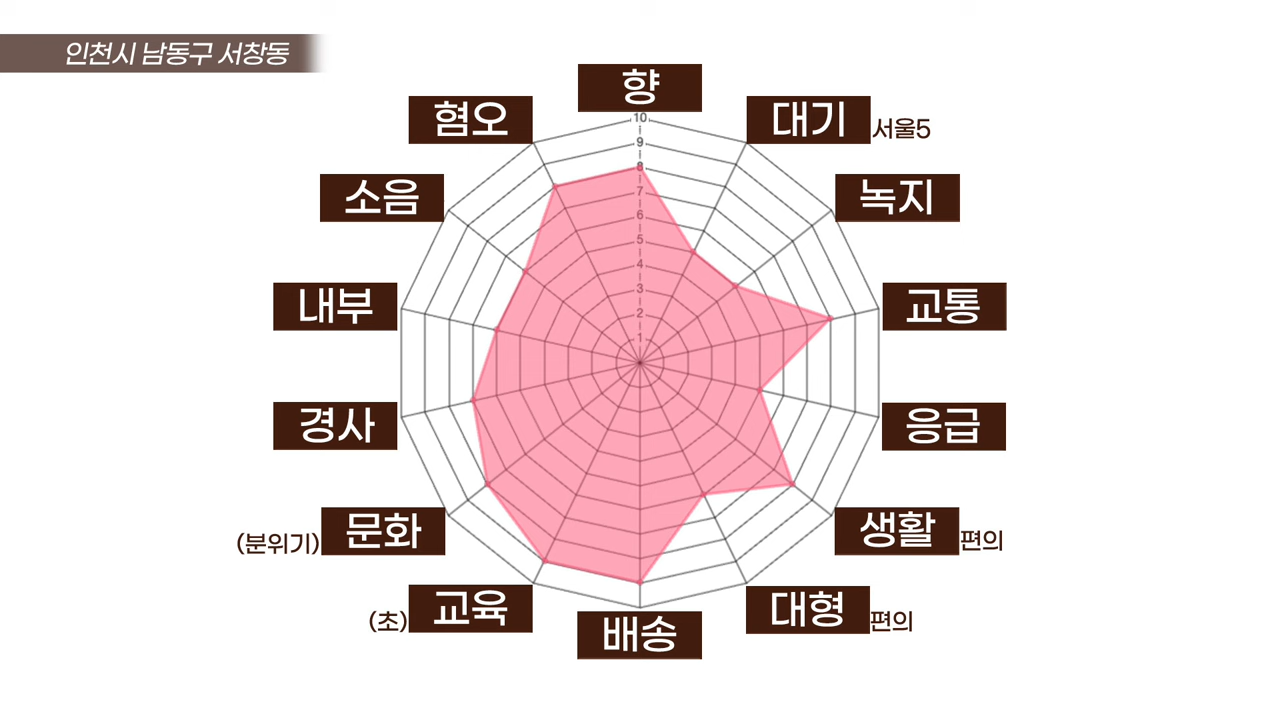 인천시 남동구 서창동
향
혐오
대기 서울5
소음
녹지
내부
교통
경사
응급
(분위기) 문화
생활 편의
(초) 교육
대형 편의
배송
10
9
8
7
6
5
4
3
2
1